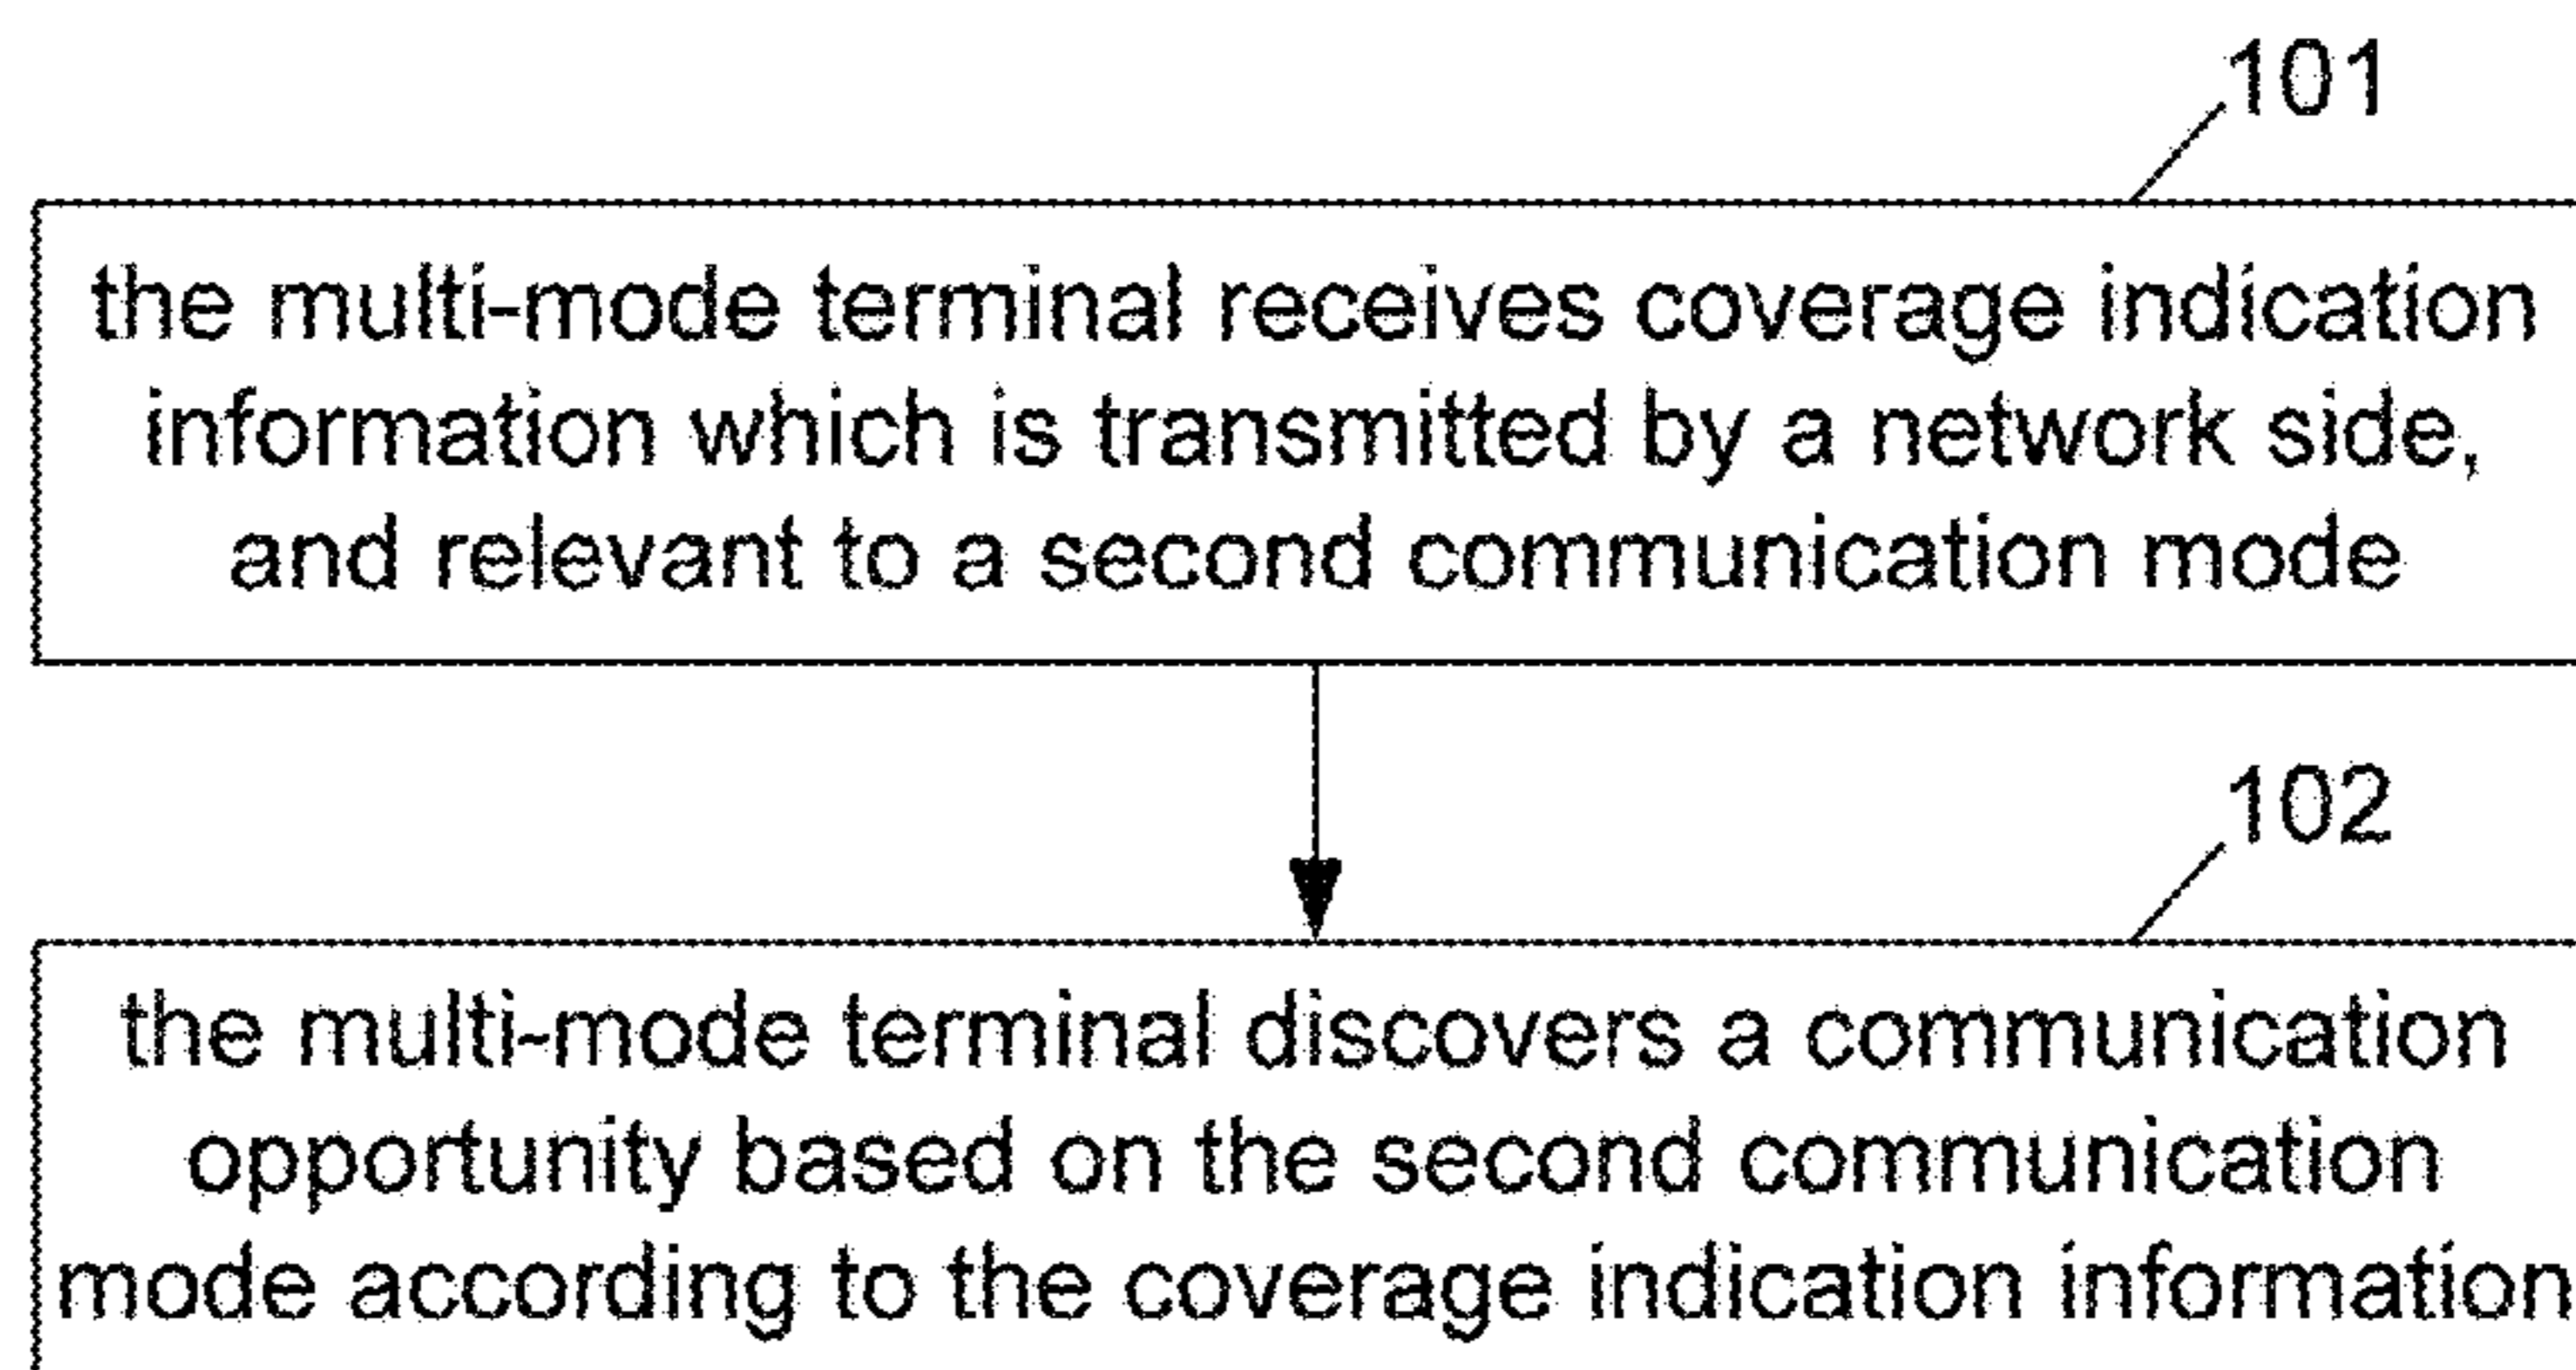 101
the multi-mode terminal receives coverage indication
information which is transmitted by a network side,
and relevant to a second communication mode
102
the multi-mode terminal discovers a communication
opportunity based on the second communication
mode according to the coverage indication information